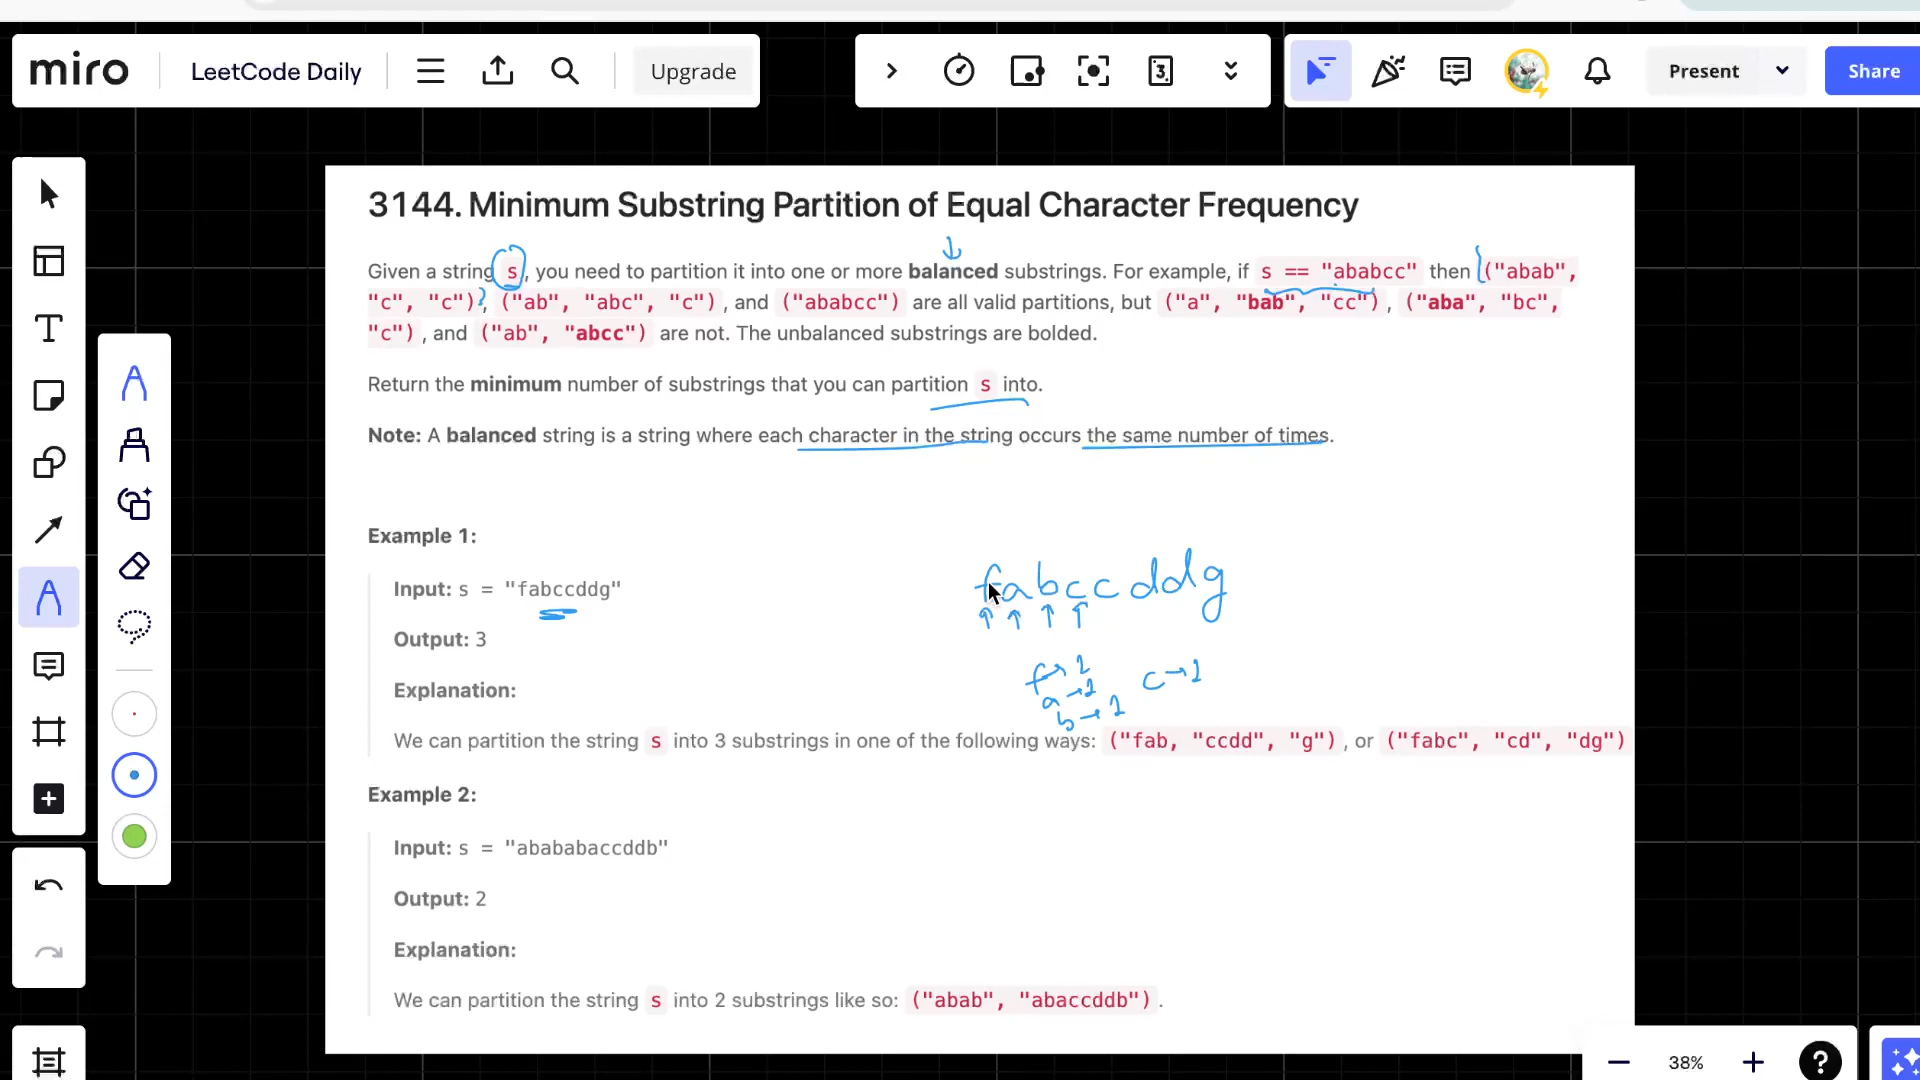 miro LeetCode Daily Upgrade Present Share
3144. Minimum Substring Partition of Equal Character Frequency
Given a string s, you need to partition it into one or more balanced substrings. For example, if s == "ababcc" then ("abab",
"c", "c"), ("ab", "abc", "c"), and ("ababcc") are all valid partitions, but ("a", "bab", "cc"), ("aba", "bc",
"c"), and ("ab", "abcc") are not. The unbalanced substrings are bolded.
Return the minimum number of substrings that you can partition s into.
Note: A balanced string is a string where each character in the string occurs the same number of times.
Example 1:
Input: s = "fabccddg"
fabccddg
Output: 3
f→1
c→1
a→1
b→1
Explanation:
We can partition the string s into 3 substrings in one of the following ways: ("fab, "ccdd", "g"), or ("fabc", "cd", "dg")
Example 2:
Input: s = "abababaccddb"
Output: 2
Explanation:
We can partition the string s into 2 substrings like so: ("abab", "abaccddb").
38%